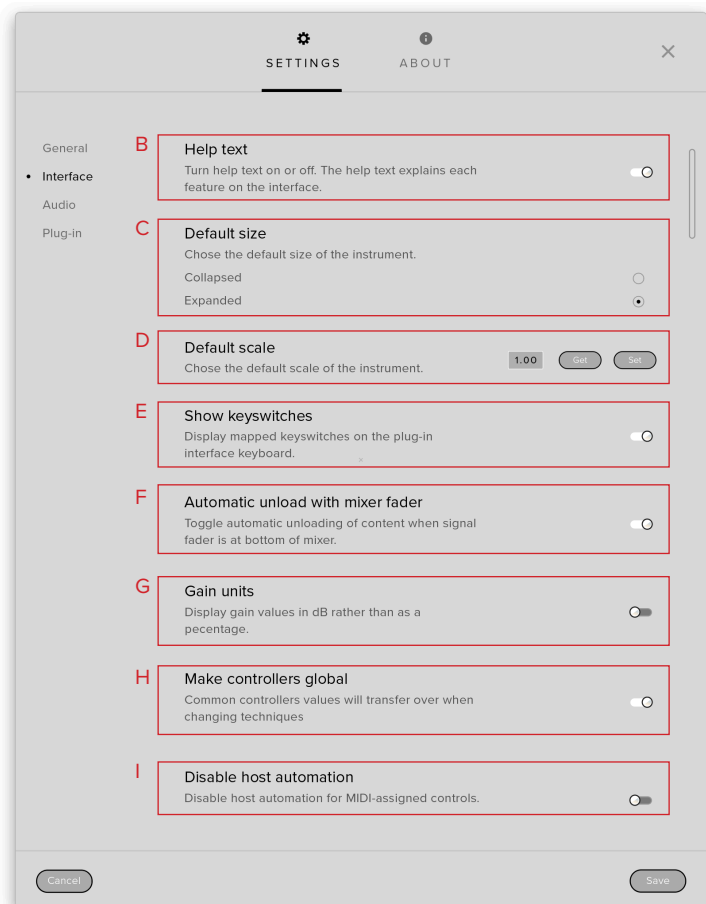 SETTINGS
ABOUT
General
Interface
Audio
Plug-in
B
Help text
Turn help text on or off. The help text explains each
feature on the interface.
C
Default size
Chose the default size of the instrument.
Collapsed
Expanded
D
Default scale
Chose the default scale of the instrument.
1.00
Get
Set
E
Show keyswitches
Display mapped keyswitches on the plug-in
interface keyboard.
F
Automatic unload with mixer fader
Toggle automatic unloading of content when signal
fader is at bottom of mixer.
G
Gain units
Display gain values in dB rather than as a
pecentage.
H
Make controllers global
Common controllers values will transfer over when
changing techniques
I
Disable host automation
Disable host automation for MIDI-assigned controls.
Cancel
Save